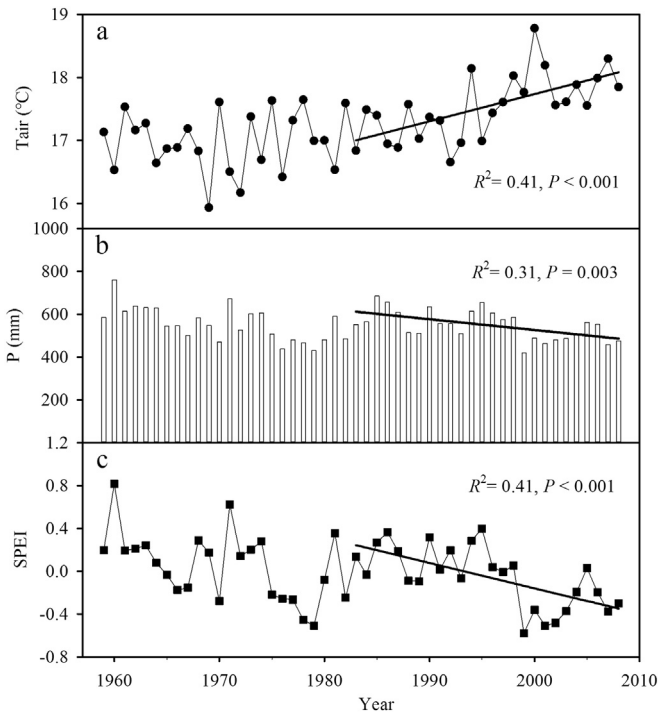 a
18
17
16
Tair (℃)
R²= 0.41, P < 0.001
b
1000
800
600
400
200
P (mm)
R²= 0.31, P = 0.003
c
1.2
0.4
0.0
-0.4
-0.8
SPEI
R²= 0.41, P < 0.001
1960 1970 1980 1990 2000 2010
Year
19
0.8